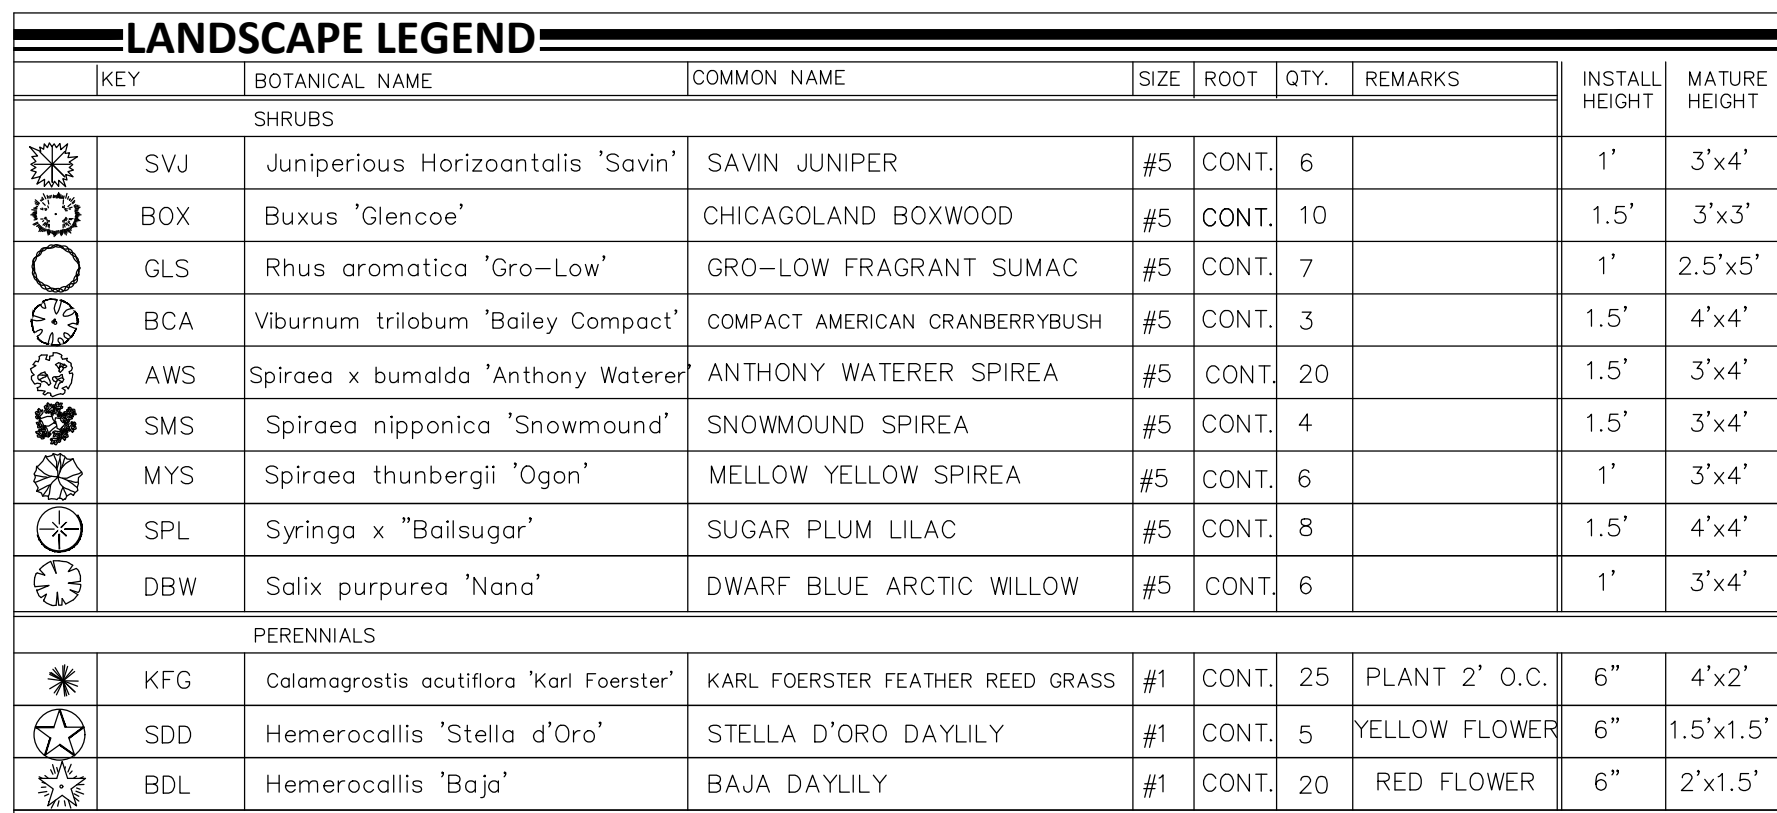 LANDSCAPE LEGEND
KEY BOTANICAL NAME COMMON NAME SIZE ROOT QTY. REMARKS INSTALL HEIGHT MATURE HEIGHT
SHRUBS
SVJ Juniperious Horizoantalis 'Savin' SAVIN JUNIPER #5 CONT. 6 1' 3'x4'
BOX Buxus 'Glencoe' CHICAGOLAND BOXWOOD #5 CONT. 10 1.5' 3'x3'
GLS Rhus aromatica 'Gro-Low' GRO-LOW FRAGRANT SUMAC #5 CONT. 7 1' 2.5'x5'
BCA Viburnum trilobum 'Bailey Compact' COMPACT AMERICAN CRANBERRYBUSH #5 CONT. 3 1.5' 4'x4'
AWS Spiraea x bumalda 'Anthony Waterer' ANTHONY WATERER SPIREA #5 CONT. 20 1.5' 3'x4'
SMS Spiraea nipponica 'Snowmound' SNOWMOUND SPIREA #5 CONT. 4 1.5' 3'x4'
MYS Spiraea thunbergii 'Ogon' MELLOW YELLOW SPIREA #5 CONT. 6 1' 3'x4'
SPL Syringa x "Bailsugar' SUGAR PLUM LILAC #5 CONT. 8 1.5' 4'x4'
DBW Salix purpurea 'Nana' DWARF BLUE ARCTIC WILLOW #5 CONT. 6 1' 3'x4'
PERENNIALS
KFG Calamagrostis acutiflora 'Karl Foerster' KARL FOERSTER FEATHER REED GRASS #1 CONT. 25 PLANT 2' O.C. 6" 4'x2'
SDD Hemerocallis 'Stella d'Oro' STELLA D'ORO DAYLILY #1 CONT. 5 YELLOW FLOWER 6" 1.5'x1.5'
BDL Hemerocallis 'Baja' BAJA DAYLILY #1 CONT. 20 RED FLOWER 6" 2'x1.5'